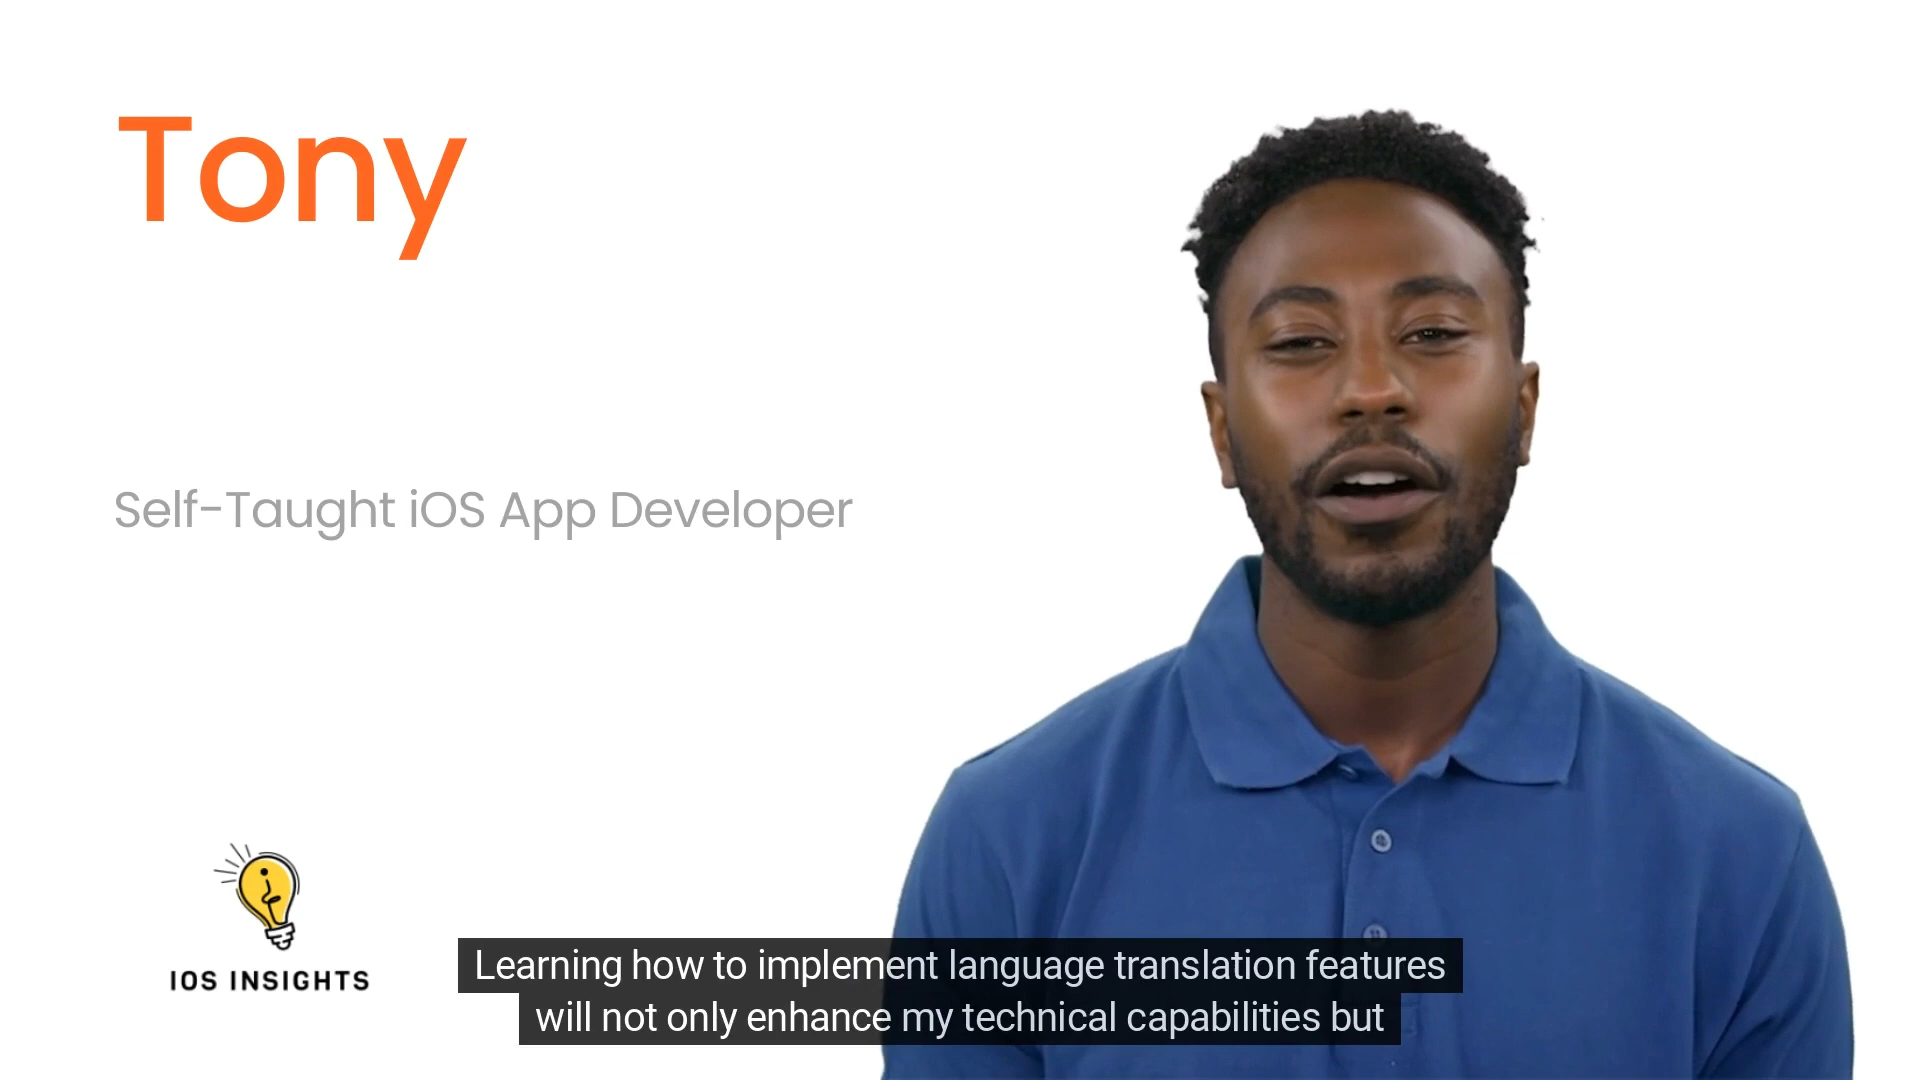 Tony
Self-Taught iOS App Developer
IOS INSIGHTS
Learning how to implement language translation features
will not only enhance my technical capabilities but